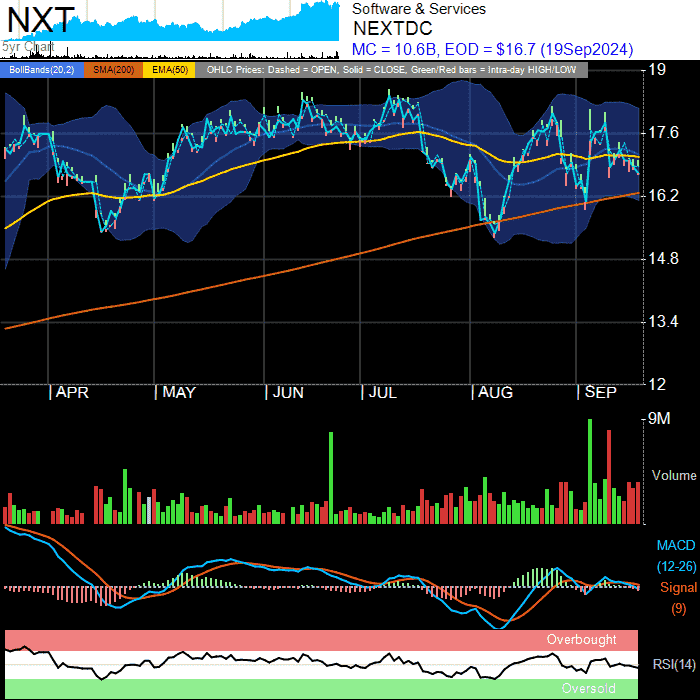 NXT
5yr Chart
Software & Services
NEXTDC
MC = 10.6B, EOD = $16.7 (19Sep2024)
BollBands(20,2) SMA(200) EMA(50) OHLC Prices: Dashed = OPEN, Solid = CLOSE, Green/Red bars = Intra-day HIGH/LOW
19
17.6
16.2
14.8
13.4
12
APR MAY JUN JUL AUG SEP
9M
Volume
MACD
(12-26)
Signal
(9)
Overbought
RSI(14)
Oversold